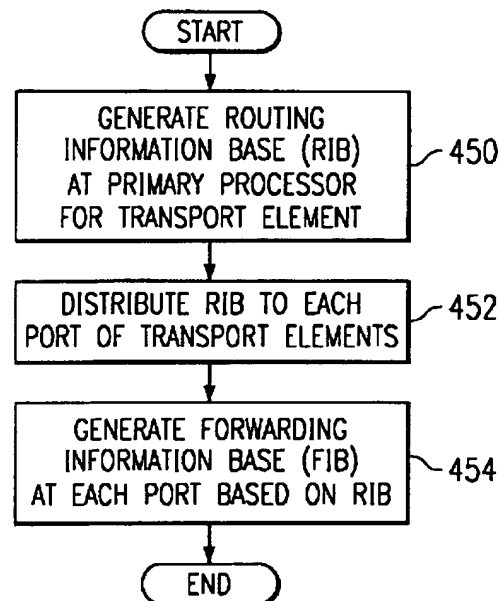 START
GENERATE ROUTING
INFORMATION BASE (RIB)
AT PRIMARY PROCESSOR
FOR TRANSPORT ELEMENT
450
DISTRIBUTE RIB TO EACH
PORT OF TRANSPORT ELEMENTS
452
GENERATE FORWARDING
INFORMATION BASE (FIB)
AT EACH PORT BASED ON RIB
454
END